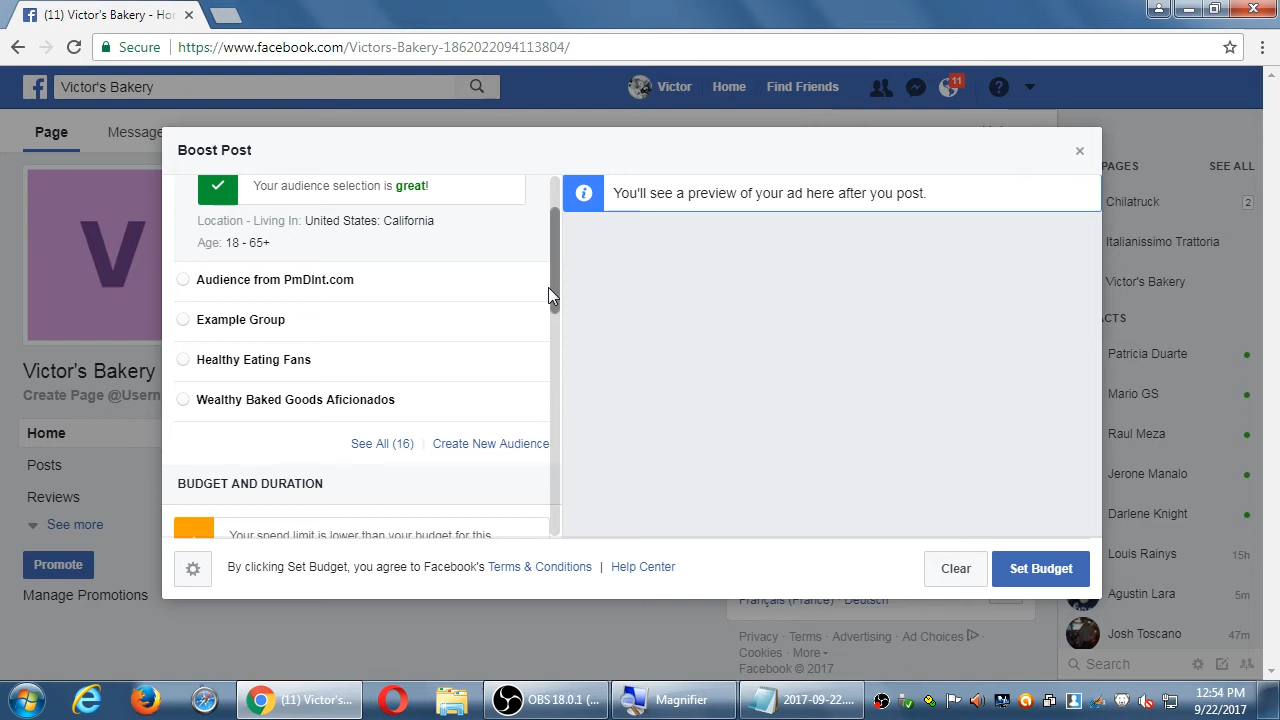 (11) Victor's Bakery - Ho
Secure
https://www.facebook.com/Victors-Bakery-1862022094113804/
Victor's Bakery
Victor
Home
Find Friends
11
Page
Message
Boost Post
Your audience selection is great!
Location - Living In: United States: California
Age: 18 - 65+
Audience from PmDInt.com
Example Group
Healthy Eating Fans
Wealthy Baked Goods Aficionados
See All (16) | Create New Audience
BUDGET AND DURATION
Your spend limit is lower than your budget for this
You'll see a preview of your ad here after you post.
By clicking Set Budget, you agree to Facebook's Terms & Conditions | Help Center
Clear
Set Budget
V
Victor's Bakery
Create Page @Usern
Home
Posts
Reviews
See more
Promote
Manage Promotions
PAGES
SEE ALL
Chilatruck
2
Italianissimo Trattoria
Victor's Bakery
ACTS
Patricia Duarte
Mario GS
Raul Meza
Jerone Manalo
Darlene Knight
Louis Rainys
15h
Agustin Lara
5m
Josh Toscano
47m
Search
Français (France) · Deutsch
Privacy · Terms · Advertising · Ad Choices ·
Cookies · More
Facebook © 2017
(11) Victor's...
OBS 18.0.1 (...
Magnifier
2017-09-22....
12:54 PM
9/22/2017